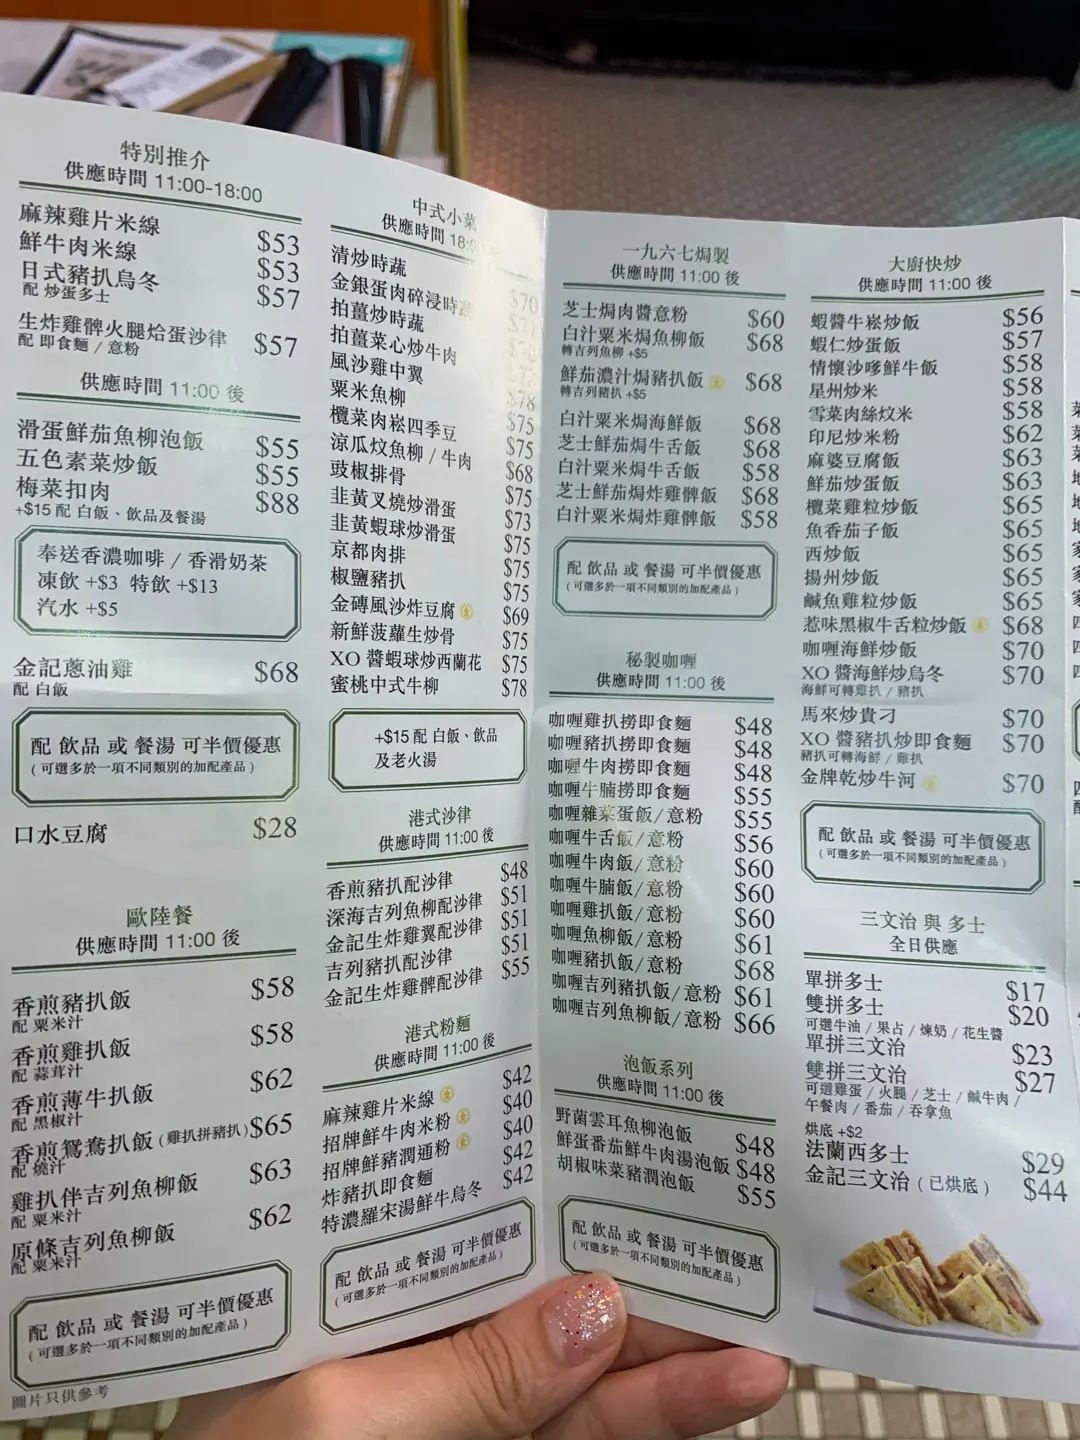 特別推介
供應時間 11:00-18:00
麻辣雞片米線 $53
鮮牛肉米線 $53
日式豬扒烏冬 $57
配 炒蛋多士
生炸雞髀火腿烚蛋沙律 $57
配 即食麵 / 意粉
供應時間 11:00 後
滑蛋鮮茄魚柳泡飯 $55
五色素菜炒飯 $55
梅菜扣肉 $88
+$15 配 白飯、飲品及餐湯
奉送香濃咖啡 / 香滑奶茶
凍飲 +$3 特飲 +$13
汽水 +$5
金記蔥油雞 $68
配 白飯
配 飲品 或 餐湯 可半價優惠
( 可選多於一項不同類別的加配產品 )
口水豆腐 $28
歐陸餐
供應時間 11:00 後
香煎豬扒飯 $58
配 粟米汁
香煎雞扒飯 $58
配 蒜茸汁
香煎薄牛扒飯 $62
配 黑椒汁
香煎鴛鴦扒飯 (雞扒拼豬扒) $65
配 燒汁
雞扒伴吉列魚柳飯 $63
配 粟米汁
原條吉列魚柳飯 $62
配 粟米汁
配 飲品 或 餐湯 可半價優惠
( 可選多於一項不同類別的加配產品 )
圖片只供參考
中式小菜
供應時間 18:
清炒時蔬 $70
金銀蛋肉碎浸時蔬
拍薑炒時蔬
拍薑菜心炒牛肉
風沙雞中翼 $78
粟米魚柳 $75
欖菜肉崧四季豆 $75
涼瓜炆魚柳 / 牛肉 $68
豉椒排骨 $75
韭黃叉燒炒滑蛋 $73
韭黃蝦球炒滑蛋 $75
京都肉排 $75
椒鹽豬扒 $75
金磚風沙炸豆腐 $69
新鮮菠蘿生炒骨 $75
XO 醬蝦球炒西蘭花 $75
蜜桃中式牛柳 $78
+$15 配 白飯、飲品
及老火湯
港式沙律
供應時間 11:00 後
香煎豬扒配沙律 $48
深海吉列魚柳配沙律 $51
金記生炸雞翼配沙律 $51
吉列豬扒配沙律 $51
金記生炸雞髀配沙律 $55
港式粉麵
供應時間 11:00 後
麻辣雞片米線 $42
招牌鮮牛肉米粉 $40
招牌鮮豬潤通粉 $40
炸豬扒即食麵 $42
特濃羅宋湯鮮牛烏冬 $42
配 飲品 或 餐湯 可半價優惠
( 可選多於一項不同類別的加配產品 )
一九六七焗製
供應時間 11:00 後
芝士焗肉醬意粉 $60
白汁粟米焗魚柳飯 $68
轉吉列魚柳 +$5
鮮茄濃汁焗豬扒飯 $68
轉吉列豬扒 +$5
白汁粟米焗海鮮飯 $68
芝士鮮茄焗牛舌飯 $68
白汁粟米焗牛舌飯 $58
芝士鮮茄焗炸雞髀飯 $68
白汁粟米焗炸雞髀飯 $58
配 飲品 或 餐湯 可半價優惠
( 可選多於一項不同類別的加配產品 )
秘製咖喱
供應時間 11:00 後
咖喱雞扒撈即食麵 $48
咖喱豬扒撈即食麵 $48
咖喱牛肉撈即食麵 $48
咖喱牛腩撈即食麵 $55
咖喱雜菜蛋飯/意粉 $55
咖喱牛舌飯/意粉 $56
咖喱牛肉飯/意粉 $60
咖喱牛腩飯/意粉 $60
咖喱雞扒飯/意粉 $60
咖喱魚柳飯/意粉 $61
咖喱豬扒飯/意粉 $68
咖喱吉列豬扒飯/意粉 $61
咖喱吉列魚柳飯/意粉 $66
泡飯系列
供應時間 11:00 後
野菌雲耳魚柳泡飯 $48
鮮蛋番茄鮮牛肉湯泡飯 $48
胡椒味菜豬潤泡飯 $55
配 飲品 或 餐湯 可半價優惠
( 可選多於一項不同類別的加配產品 )
大廚快炒
供應時間 11:00 後
蝦醬牛崧炒飯 $56
蝦仁炒蛋飯 $57
情懷沙嗲鮮牛飯 $58
星州炒米 $58
雪菜肉絲炆米 $58
印尼炒米粉 $62
麻婆豆腐飯 $63
鮮茄炒蛋飯 $63
欖菜雞粒炒飯 $65
魚香茄子飯 $65
西炒飯 $65
揚州炒飯 $65
鹹魚雞粒炒飯 $65
惹味黑椒牛舌粒炒飯 $68
咖喱海鮮炒飯 $70
XO 醬海鮮炒烏冬 $70
海鮮可轉雞扒 / 豬扒
馬來炒貴刁 $70
XO 醬豬扒炒即食麵 $70
豬扒可轉海鮮 / 雞扒
金牌乾炒牛河 $70
配 飲品 或 餐湯 可半價優惠
( 可選多於一項不同類別的加配產品 )
三文治 與 多士
全日供應
單拼多士 $17
雙拼多士 $20
可選牛油 / 果占 / 煉奶 / 花生醬
單拼三文治 $23
雙拼三文治 $27
可選雞蛋 / 火腿 / 芝士 / 鹹牛肉 /
午餐肉 / 番茄 / 吞拿魚
烘底 +$2
法蘭西多士 $29
金記三文治 ( 已烘底 ) $44